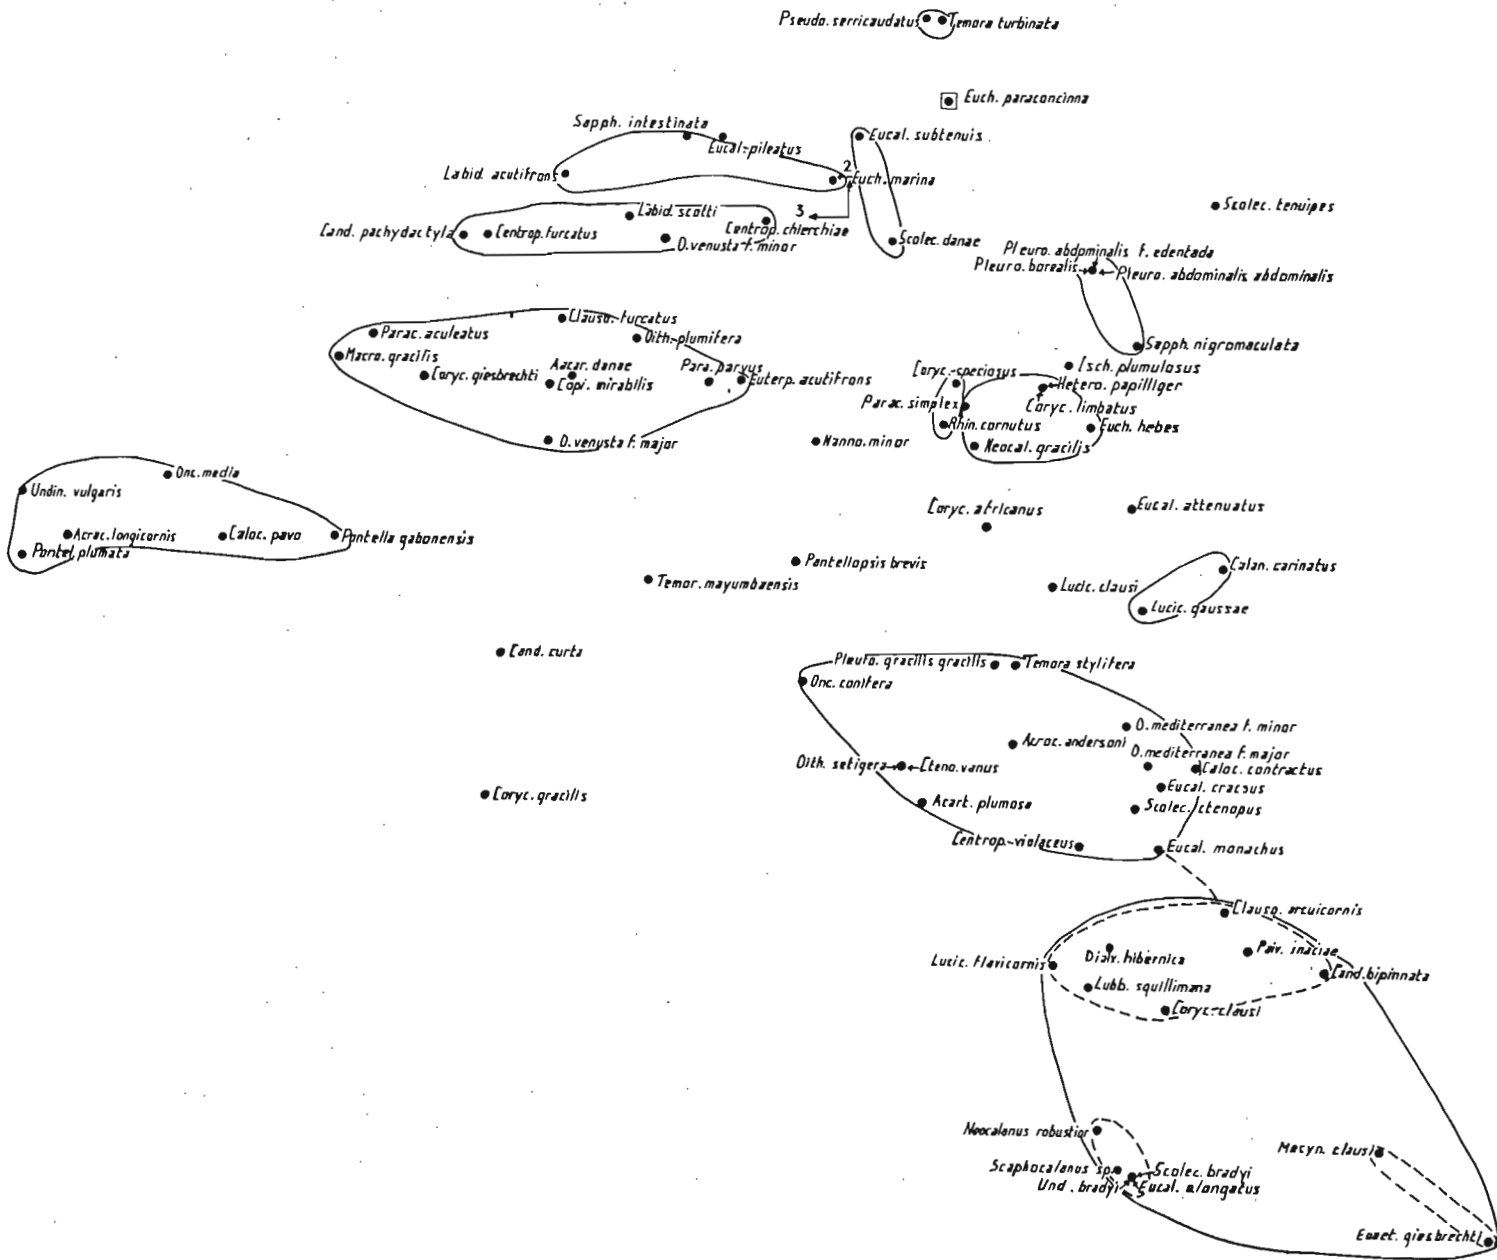 Pseudo. serricaudatus
Temora turbinata
Euch. paraconcinna
Sapph. intestinata
Eucal. pileatus
Eucal. subtenuis
Labid. acutifrons
2
Euch. marina
3
Scolec. tenuipes
Labid. scotti
Cand. pachydactyla
Centrop. furcatus
Centrop. chierchiae
O. venusta f. minor
Scolec. danae
Pleuro. abdominalis f. edentada
Pleuro. borealis
Pleuro. abdominalis abdominalis
Clauso. furcatus
Parac. aculeatus
Oith. plumifera
Sapph. nigromaculata
Macro. gracilis
Coryc. giesbrechti
Aacar. danae
Copi. mirabilis
Para. parvus
Euterp. acutifrons
Coryc. speciosus
Isch. plumulosus
Hetero. papilliger
Parac. simplex
Coryc. limbatus
Rhin. cornutus
Euch. hebes
O. venusta f. major
Nanno. minor
Neocal. gracilis
Onc. media
Undin. vulgaris
Coryc. africanus
Eucal. attenuatus
Acrac. longicornis
Caloc. pavo
Pontella gabonensis
Pontel. plumata
Pontellopsis brevis
Calan. carinatus
Temor. mayumbaensis
Lucic. clausi
Lucic. gaussae
Cand. curta
Pleuro. gracilis gracilis
Temora stylifera
Onc. conifera
O. mediterranea f. minor
Acroc. andersoni
O. mediterranea f. major
Oith. setigera
Cteno. vanus
Caloc. contractus
Eucal. crassus
Coryc. gracilis
Acart. plumosa
Scolec. ctenopus
Centrop. violaceus
Eucal. monachus
Clauso. arcuicornis
Lucic. flavicornis
Diaiv. hibernica
Paiv. inaciae
Cand. bipinnata
Lubb. squillimana
Coryc. clausi
Neocalanus robustior
Mecyn. clausi
Scaphocalanus sp.
Scolec. bradyi
Und. bradyi
Eucal. elongatus
Euaet. giesbrechti